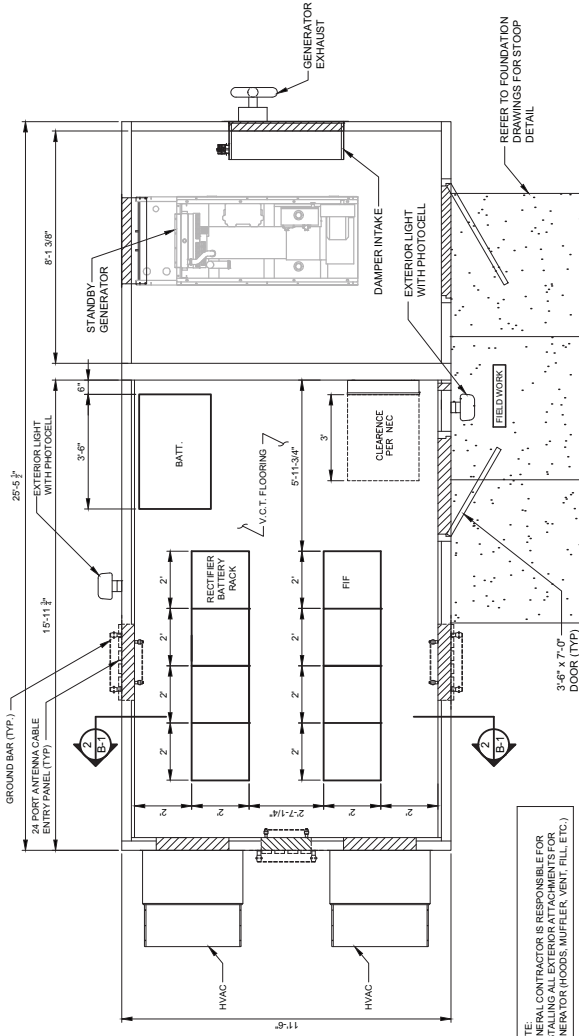 25'-5 1/2"
15'-11 3/4"
8'-1 3/8"
GROUND BAR (TYP.)
24 PORT ANTENNA CABLE
ENTRY PANEL (TYP)
EXTERIOR LIGHT
WITH PHOTOCELL
3'-6"
6"
STANDBY
GENERATOR
GENERATOR
EXHAUST
2
B-1
BATT.
2'
2'
2'
2'
RECTIFIER
BATTERY
RACK
V.C.T. FLOORING
5'-11-3/4"
DAMPER INTAKE
HVAC
HVAC
11'-6"
2'
2'
2'-7-1/4"
2'
2'
2'
2'
2'
2'
FIF
3'
CLEARENCE
PER NEC
EXTERIOR LIGHT
WITH PHOTOCELL
2
B-1
FIELD WORK
3'-6" x 7'-0"
DOOR (TYP)
REFER TO FOUNDATION
DRAWINGS FOR STOOP
DETAIL
TE:
NERAL CONTRACTOR IS RESPONSIBLE FOR
TALLING ALL EXTERIOR ATTACHMENTS FOR
NERATOR (HOODS, MUFFLER, VENT, FILL, ETC.)